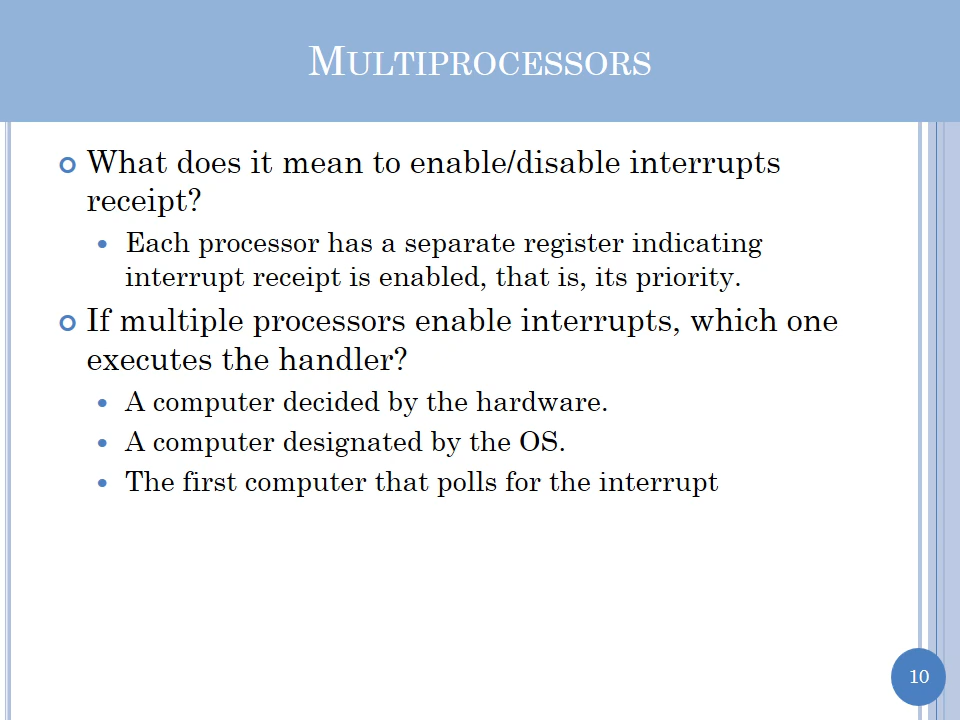 MULTIPROCESSORS
What does it mean to enable/disable interrupts
receipt?
Each processor has a separate register indicating
interrupt receipt is enabled, that is, its priority.
If multiple processors enable interrupts, which one
executes the handler?
A computer decided by the hardware.
A computer designated by the OS.
The first computer that polls for the interrupt
10